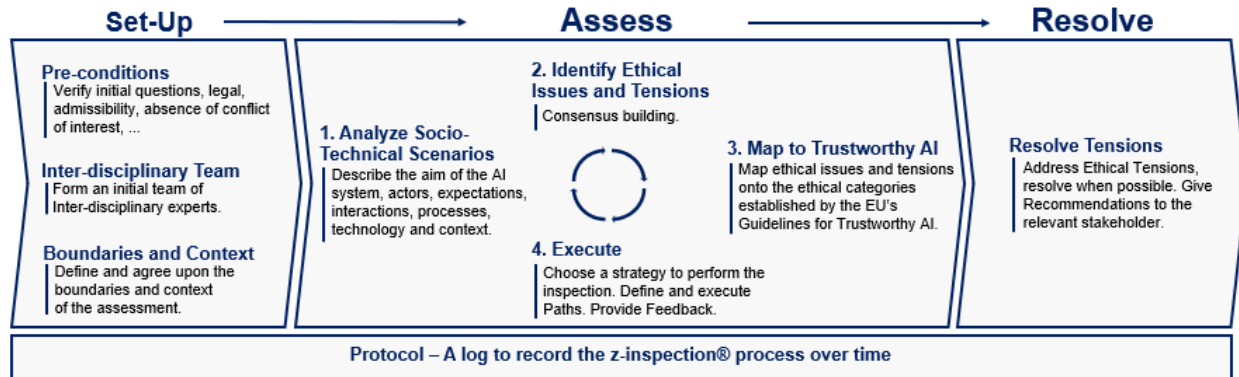 Set-Up
Assess
Resolve
Pre-conditions
Verify initial questions, legal,
admissibility, absence of conflict
of interest, ...
Inter-disciplinary Team
Form an initial team of
Inter-disciplinary experts.
Boundaries and Context
Define and agree upon the
boundaries and context
of the assessment.
1. Analyze Socio-
Technical Scenarios
Describe the aim of the AI
system, actors, expectations,
interactions, processes,
technology and context.
2. Identify Ethical
Issues and Tensions
Consensus building.
3. Map to Trustworthy AI
Map ethical issues and tensions
onto the ethical categories
established by the EU's
Guidelines for Trustworthy AI.
4. Execute
Choose a strategy to perform the
inspection. Define and execute
Paths. Provide Feedback.
Resolve Tensions
Address Ethical Tensions,
resolve when possible. Give
Recommendations to the
relevant stakeholder.
Protocol – A log to record the z-inspection® process over time